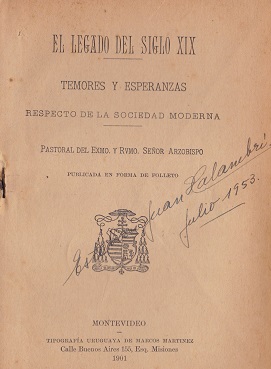 EL LEGADO DEL SIGLO XIX
TEMORES Y ESPERANZAS
RESPECTO DE LA SOCIEDAD MODERNA
PASTORAL DEL EXMO. Y RVMO. SEÑOR ARZOBISPO
PUBLICADA EN FORMA DE FOLLETO
Juan
Julio 1953.
MONTEVIDEO
TIPOGRAFÍA URUGUAYA DE MARCOS MARTINEZ
Calle Buenos Aires 155, Esq. Misiones
1901